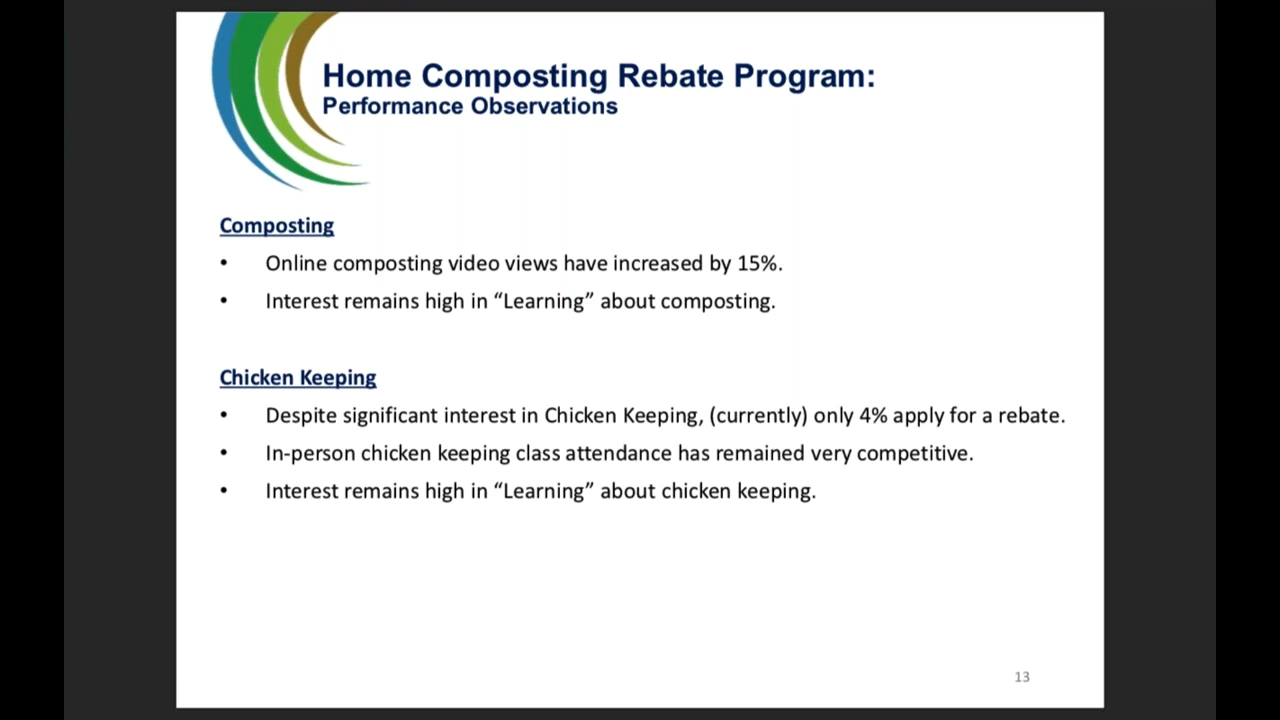 Home Composting Rebate Program:
Performance Observations
Composting
• Online composting video views have increased by 15%.
• Interest remains high in “Learning” about composting.
Chicken Keeping
• Despite significant interest in Chicken Keeping, (currently) only 4% apply for a rebate.
• In-person chicken keeping class attendance has remained very competitive.
• Interest remains high in “Learning” about chicken keeping.
13